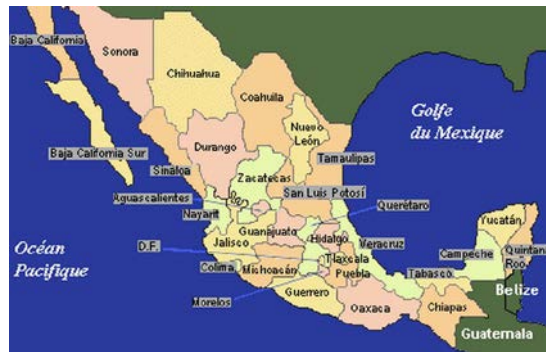 Baja California
Sonora
Chihuahua
Coahuila
Golfe
du Mexique
Nuevo
León
Baja California Sur
Durango
Tamaulipas
Sinaloa
Zacatecas
San Luis Potosí
Aguascalientes
Querétaro
Nayarit
Yucatán
Guanajuato
Hidalgo
Veracruz
Océan
Pacifique
D.F.
Jalisco
Tlaxcala
Campeche
Quintana
Roo
Colima
Michoacán
Puebla
Tabasco
Belize
Morelos
Guerrero
Oaxaca
Chiapas
Guatemala